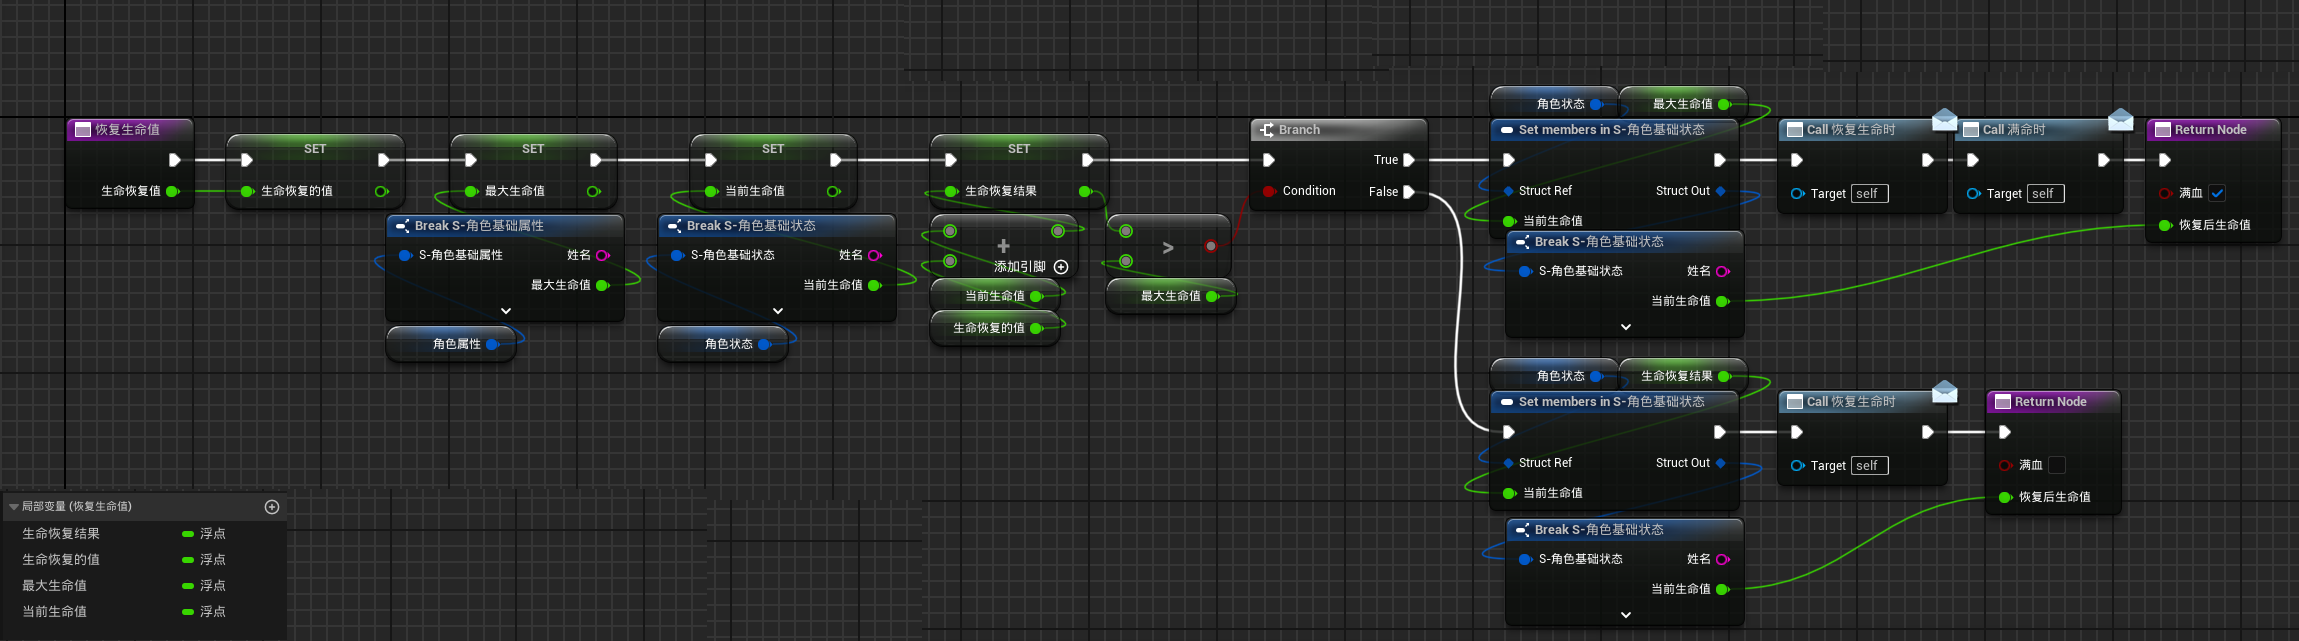 恢复生命值
生命恢复值
SET
生命恢复的值
SET
最大生命值
Break S-角色基础属性
S-角色基础属性
姓名
最大生命值
角色属性
SET
当前生命值
Break S-角色基础状态
S-角色基础状态
姓名
当前生命值
角色状态
SET
生命恢复结果
+
添加引脚
当前生命值
生命恢复的值
>
最大生命值
Branch
True
Condition
False
角色状态
最大生命值
Set members in S-角色基础状态
Struct Ref
Struct Out
当前生命值
Break S-角色基础状态
S-角色基础状态
姓名
当前生命值
Call 恢复生命时
Target self
Call 满命时
Target self
Return Node
满血
恢复后生命值
角色状态
生命恢复结果
Set members in S-角色基础状态
Struct Ref
Struct Out
当前生命值
Break S-角色基础状态
S-角色基础状态
姓名
当前生命值
Call 恢复生命时
Target self
Return Node
满血
恢复后生命值
局部变量 (恢复生命值)
生命恢复结果 浮点
生命恢复的值 浮点
最大生命值 浮点
当前生命值 浮点